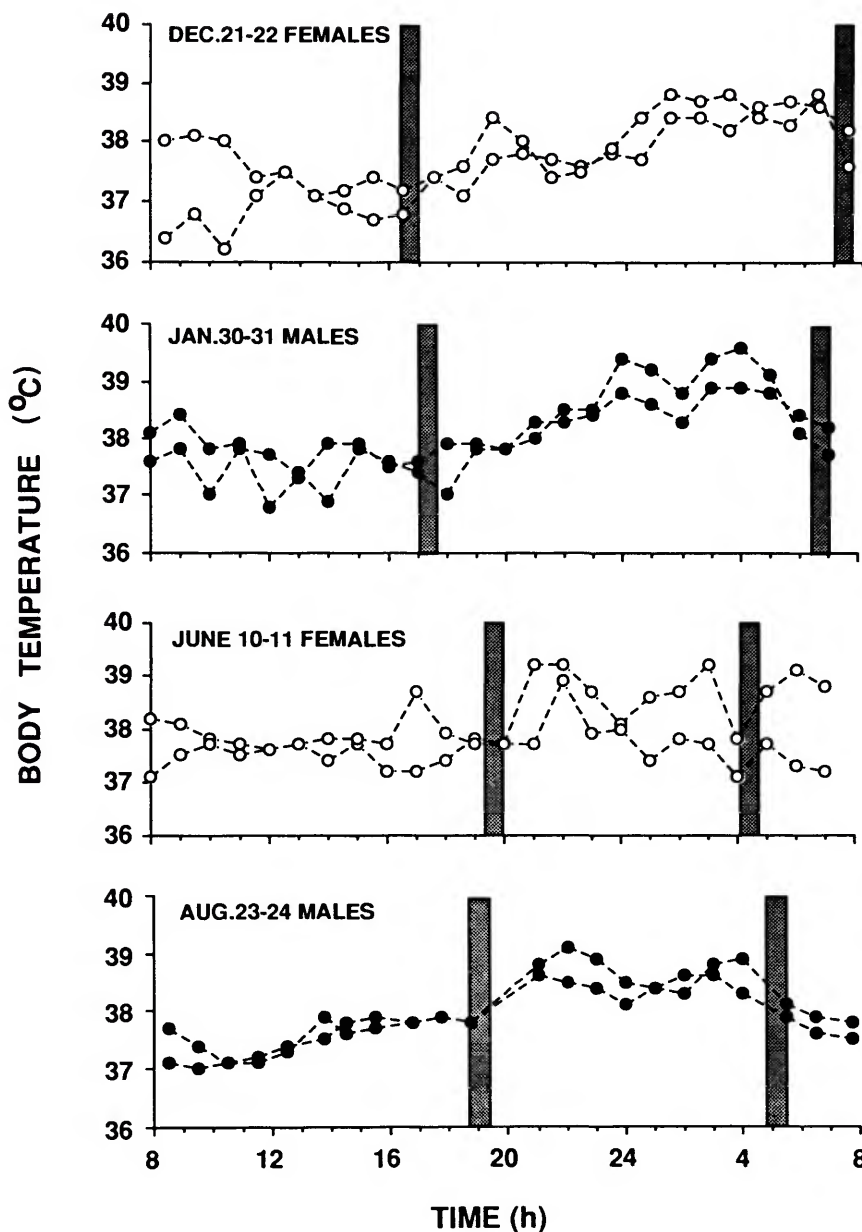 BODY TEMPERATURE (°C)
40
39
38
37
36
DEC.21-22 FEMALES
40
39
38
37
36
JAN.30-31 MALES
40
39
38
37
36
JUNE 10-11 FEMALES
40
39
38
37
36
AUG.23-24 MALES
8 12 16 20 24 4 8
TIME (h)